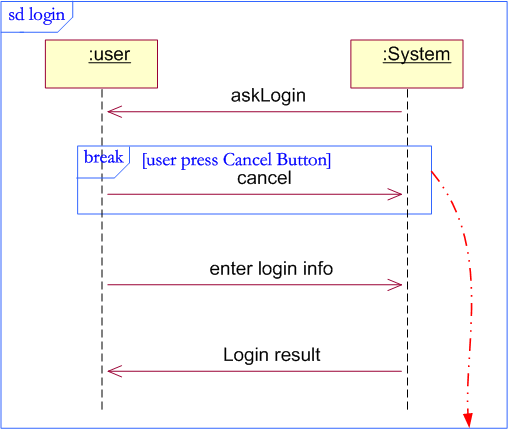 sd login
:user
:System
askLogin
break
[user press Cancel Button]
cancel
enter login info
Login result